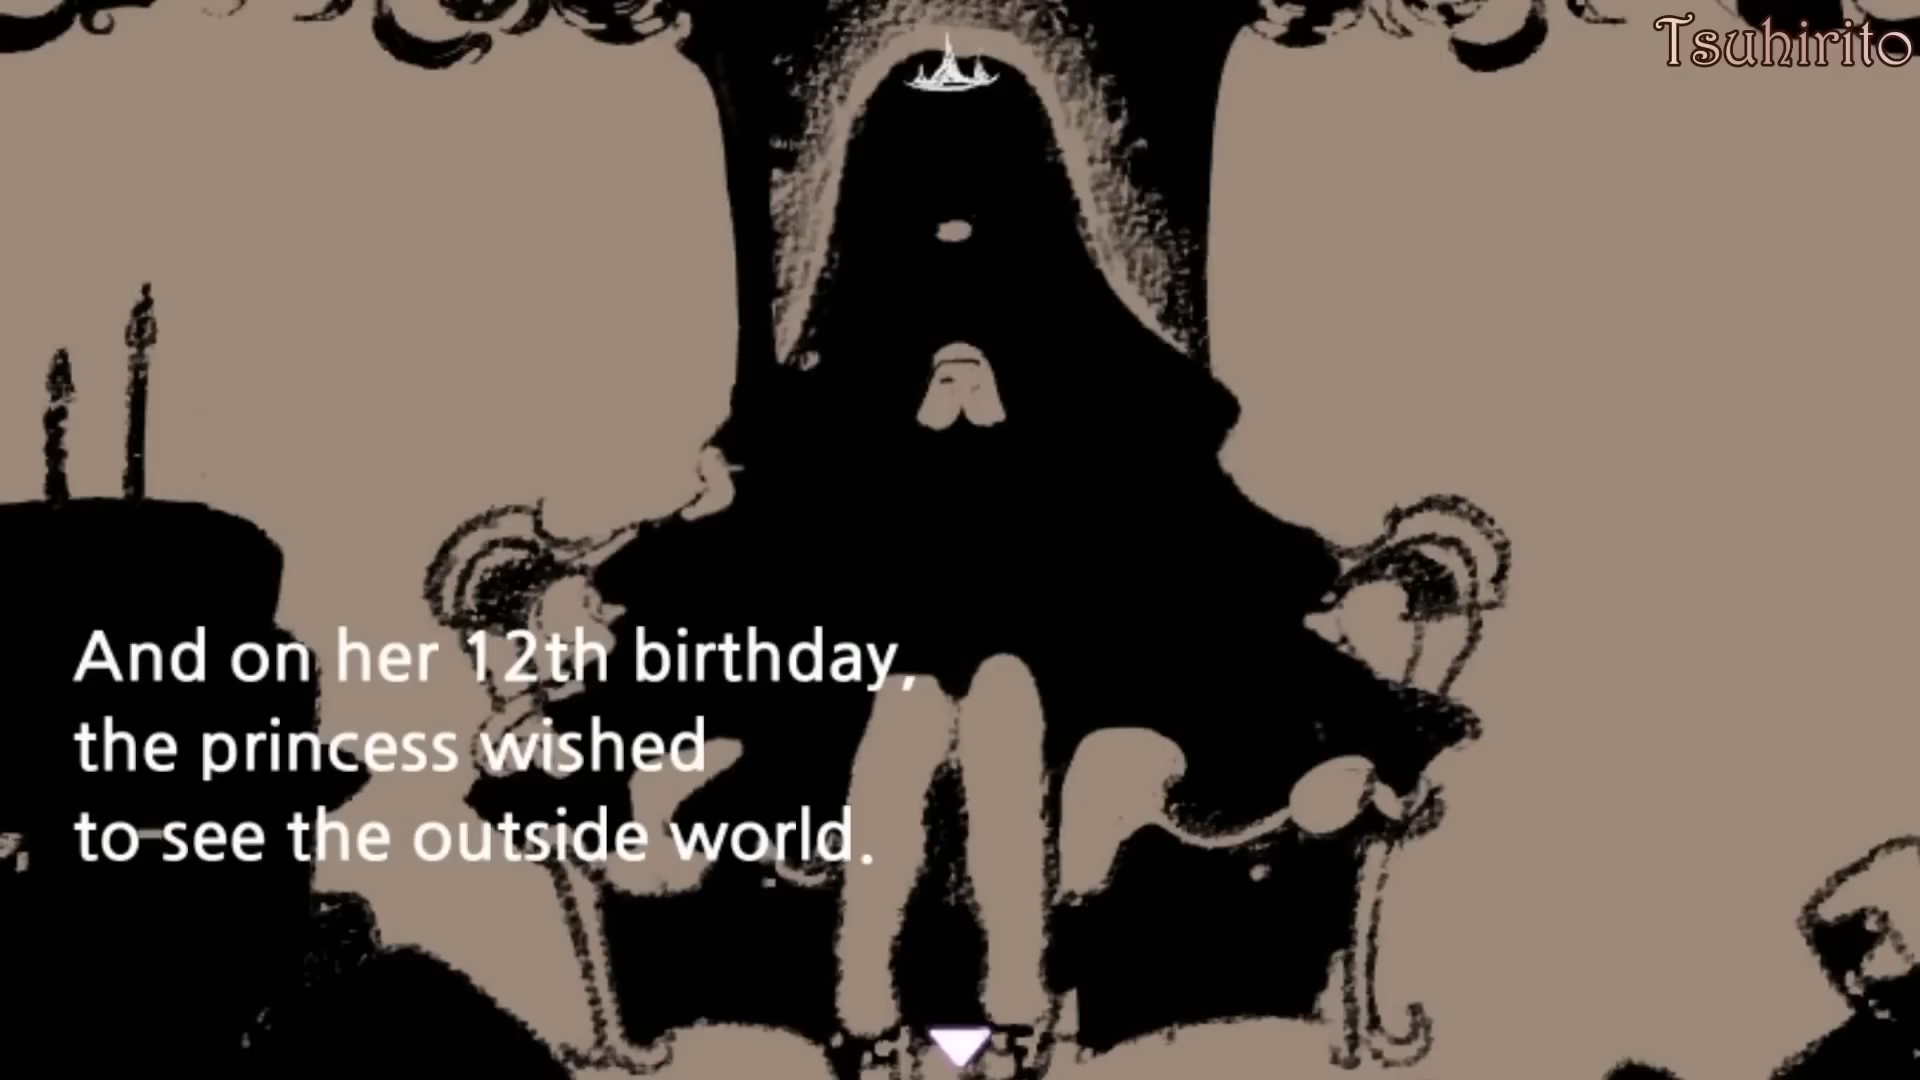 Tsuhirito
And on her 12th birthday,
the princess wished
to see the outside world.